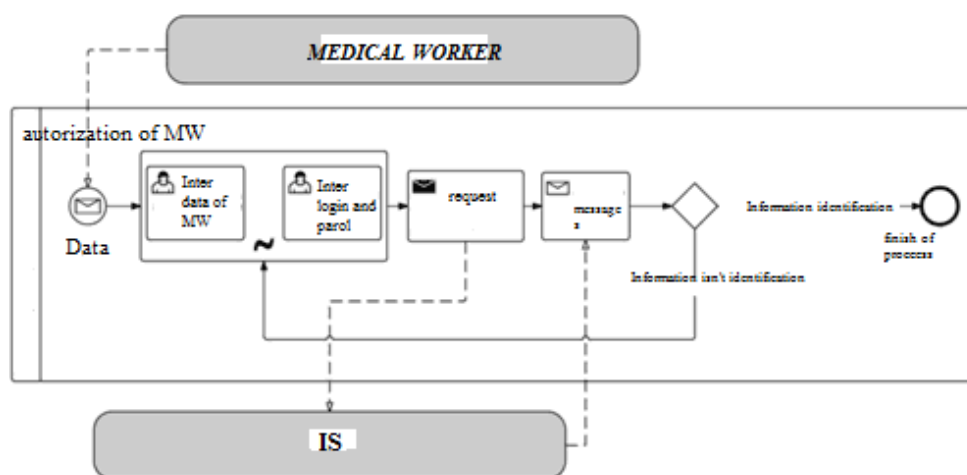 MEDICAL WORKER
autorization of MW
Data
Inter
data of
MW
Inter
login and
parol
request
message
s
Information identification
finish of
proccess
Information isn't identification
IS